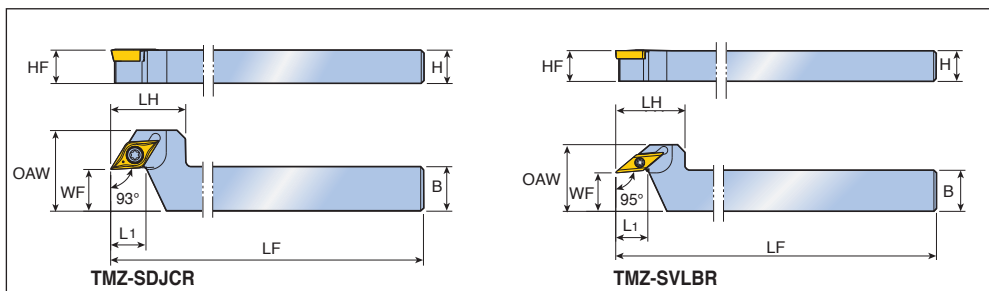 HF
H
LH
OAW
WF
B
93°
L1
LF
TMZ-SDJCR
HF
H
LH
OAW
WF
B
95°
L1
LF
TMZ-SVLBR